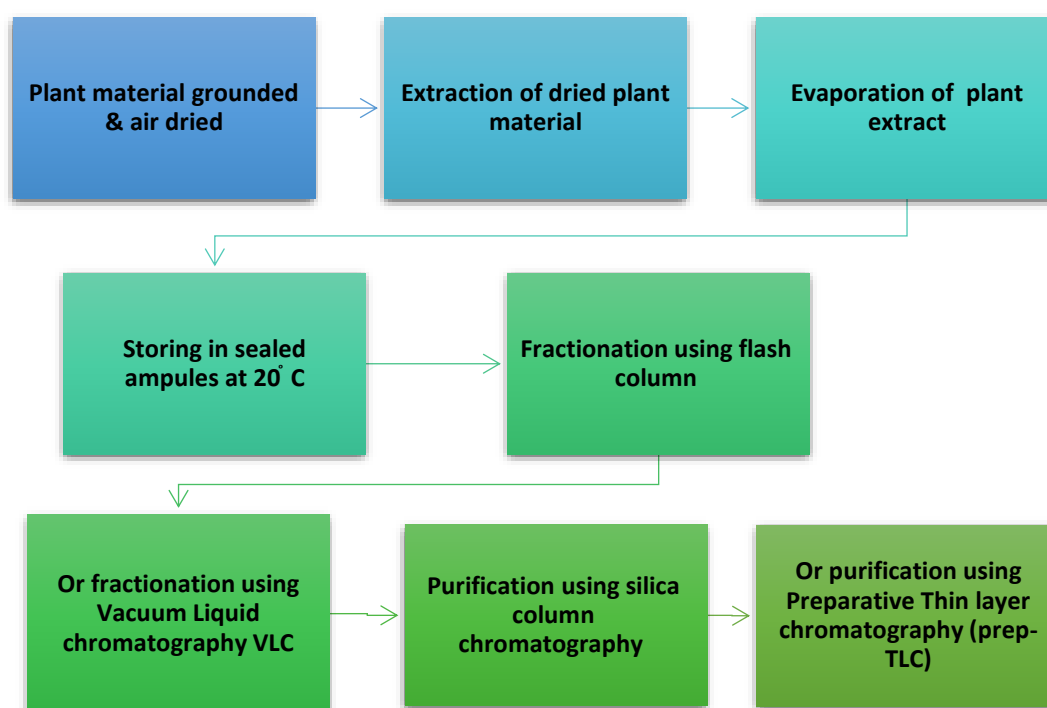 Plant material grounded
& air dried
Extraction of dried plant
material
Evaporation of  plant
extract
Storing in sealed
ampules at 20° C
Fractionation using flash
column
Or fractionation using
Vacuum Liquid
chromatography VLC
Purification using silica
column
chromatography
Or purification using
Preparative Thin layer
chromatography (prep-
TLC)